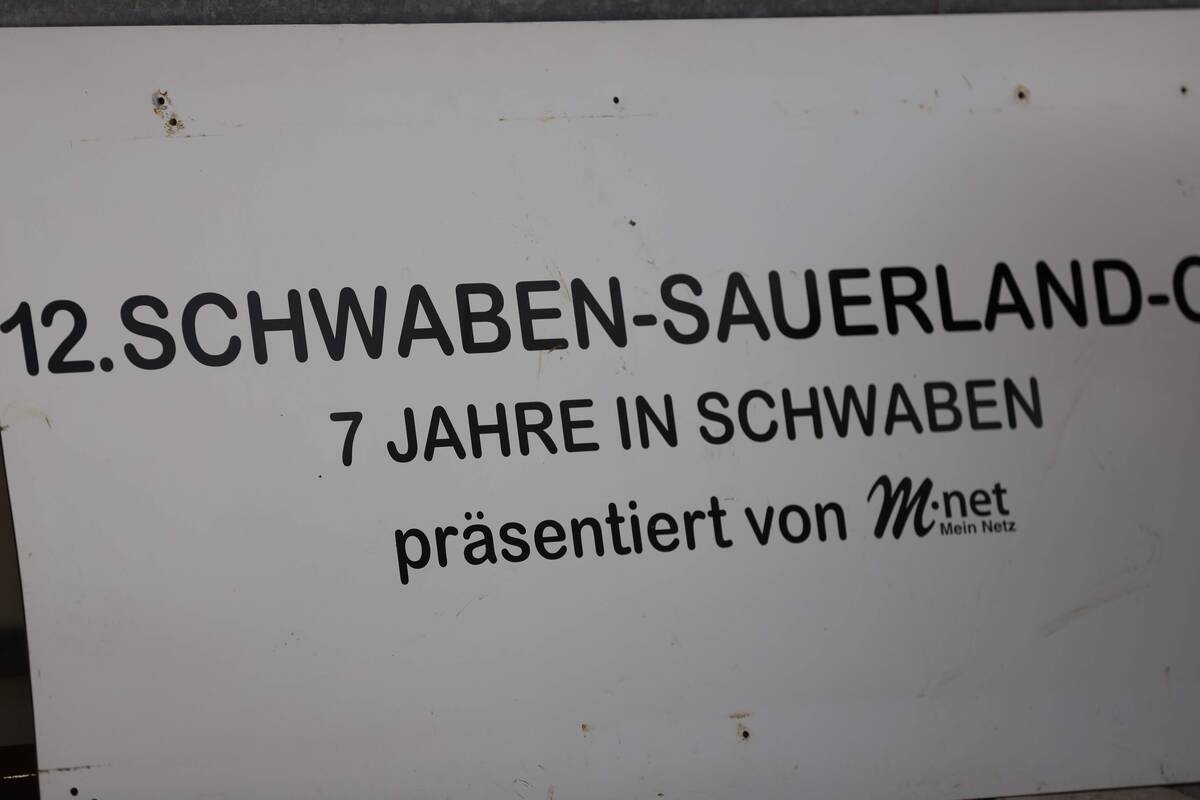 12.SCHWABEN-SAUERLAND-C
7 JAHRE IN SCHWABEN
präsentiert von M·net
Mein Netz